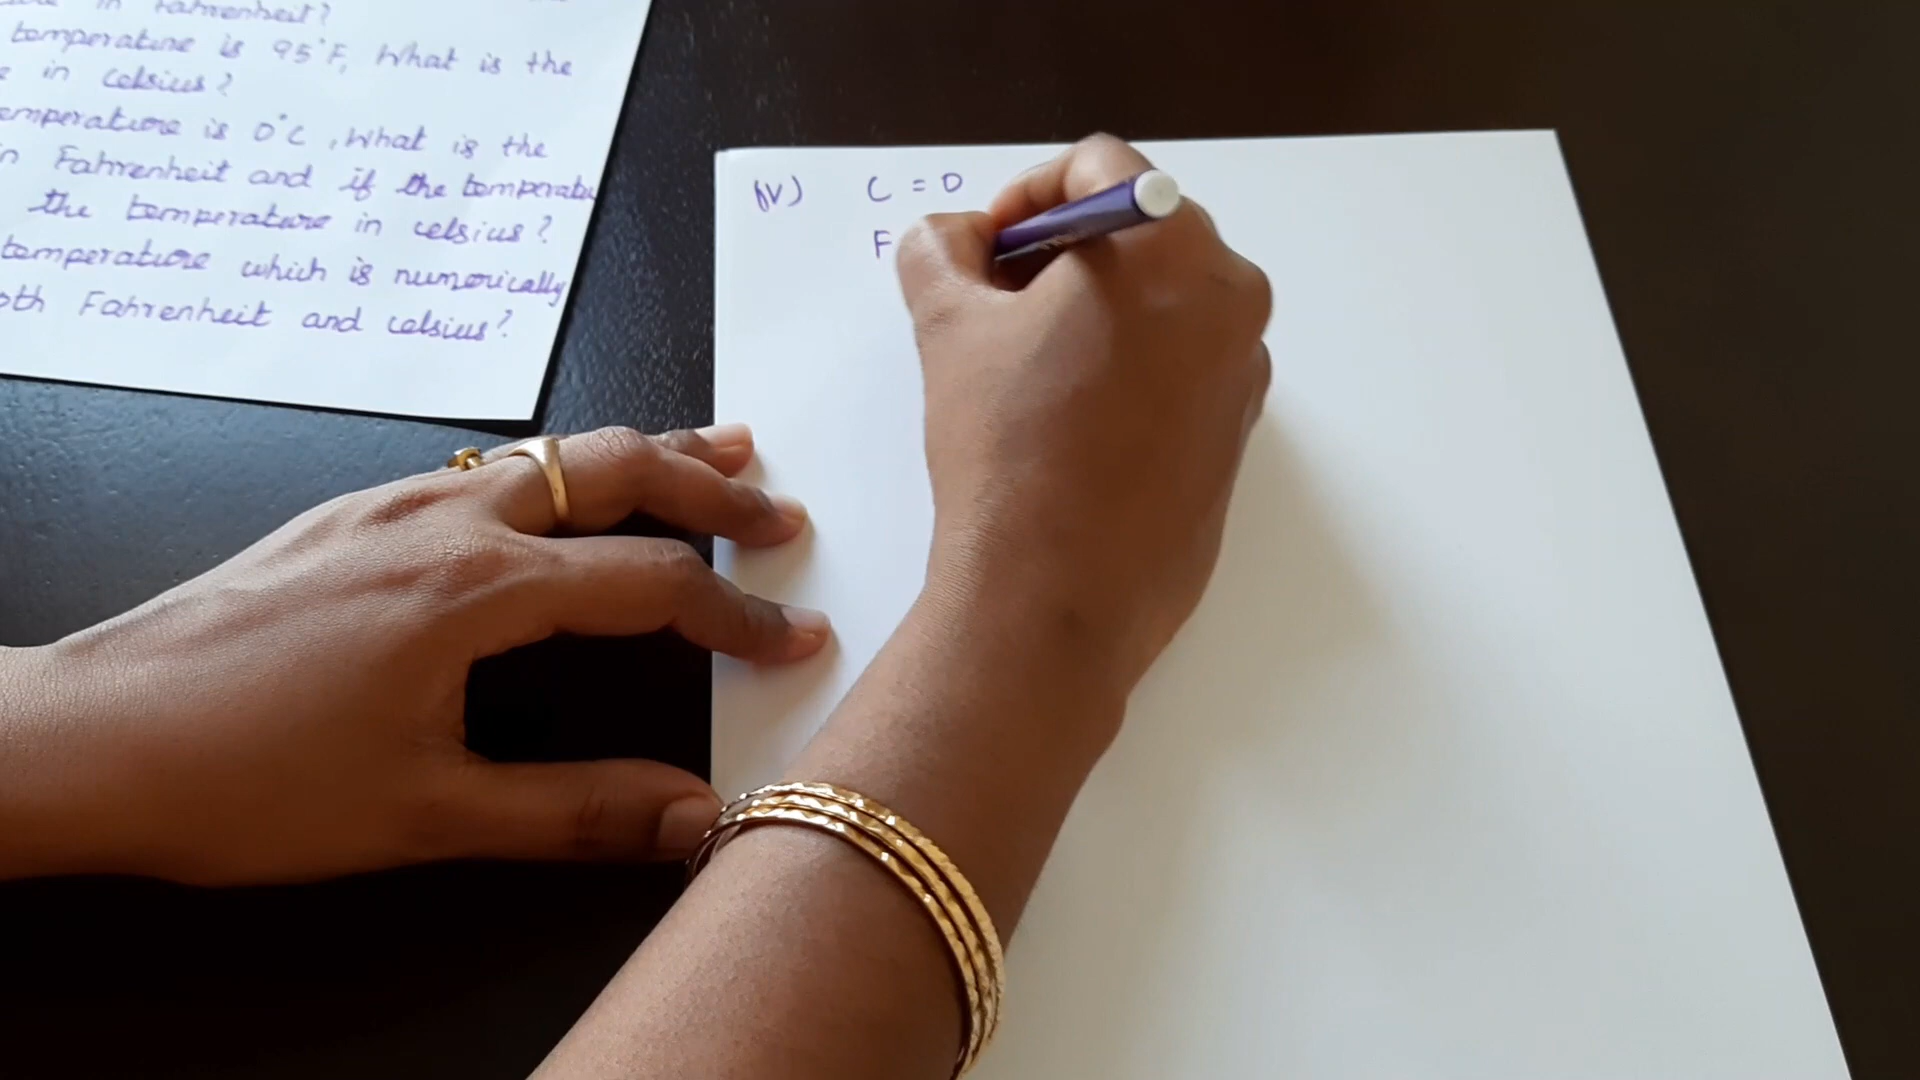 in Fahrenheit?
temperature is 95°F, What is the
in celsius?
temperature is 0°C, What is the
in Fahrenheit and if the temperatu
the temperature in celsius?
temperature which is numerically
oth Fahrenheit and celsius?
(iv) C = 0
F